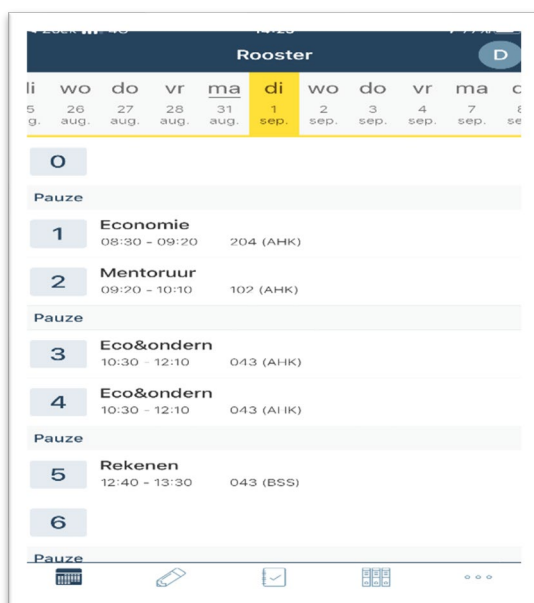 Rooster
D
li wo do vr ma di wo do vr ma
26 27 28 31 1 2 3 4 7
g. aug. aug. aug. aug. sep. sep. sep. sep. sep. se
0
Pauze
1 Economie
08:30 - 09:20 204 (AHK)
2 Mentoruur
09:20 - 10:10 102 (AHK)
Pauze
3 Eco&ondern
10:30 - 12:10 043 (AHK)
4 Eco&ondern
10:30 - 12:10 043 (AHK)
Pauze
5 Rekenen
12:40 - 13:30 043 (BSS)
6
Pauze